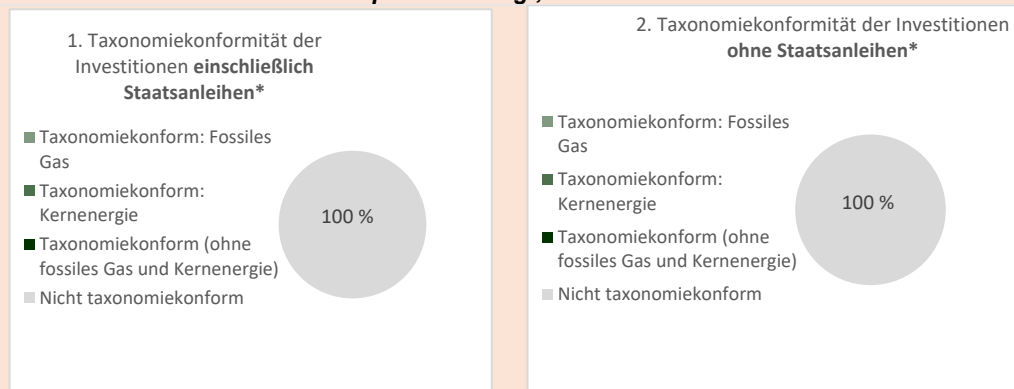 1. Taxonomiekonformität der
Investitionen einschließlich
Staatsanleihen*
Taxonomiekonform: Fossiles
Gas
Taxonomiekonform:
Kernenergie
Taxonomiekonform (ohne
fossiles Gas und Kernenergie)
Nicht taxonomiekonform
100 %
2. Taxonomiekonformität der Investitionen
ohne Staatsanleihen*
Taxonomiekonform: Fossiles
Gas
Taxonomiekonform:
Kernenergie
Taxonomiekonform (ohne
fossiles Gas und Kernenergie)
Nicht taxonomiekonform
100 %